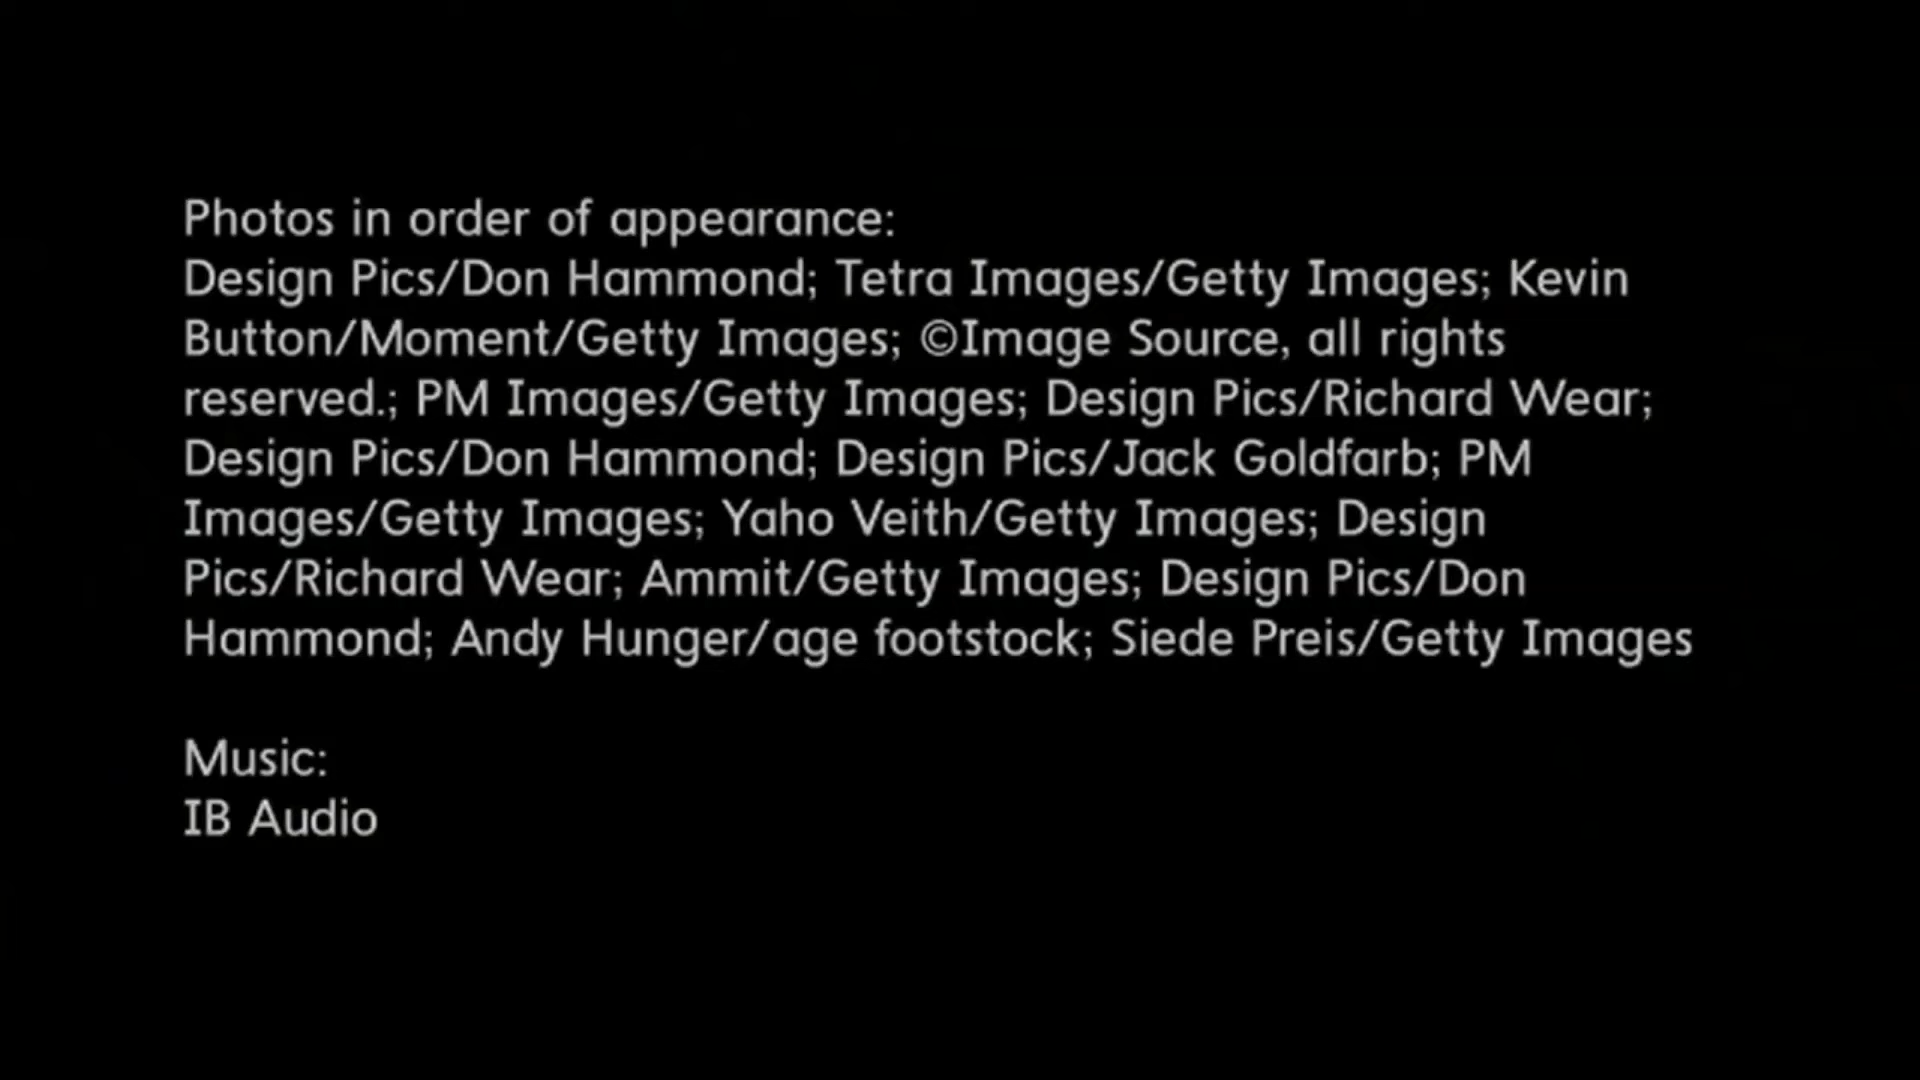 Photos in order of appearance:
Design Pics/Don Hammond; Tetra Images/Getty Images; Kevin
Button/Moment/Getty Images; ©Image Source, all rights
reserved.; PM Images/Getty Images; Design Pics/Richard Wear;
Design Pics/Don Hammond; Design Pics/Jack Goldfarb; PM
Images/Getty Images; Yaho Veith/Getty Images; Design
Pics/Richard Wear; Ammit/Getty Images; Design Pics/Don
Hammond; Andy Hunger/age footstock; Siede Preis/Getty Images
Music:
IB Audio